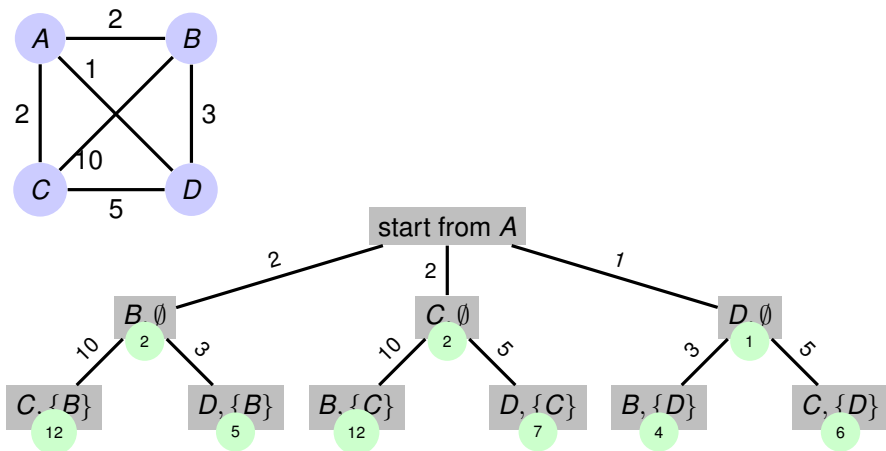 2
A B
1
2 3
10
C D
5
start from A
2 2 1
B, ∅ C, ∅ D, ∅
2 2 1
10 3 10 5 3 5
C, {B} D, {B} B, {C} D, {C} B, {D} C, {D}
12 5 12 7 4 6